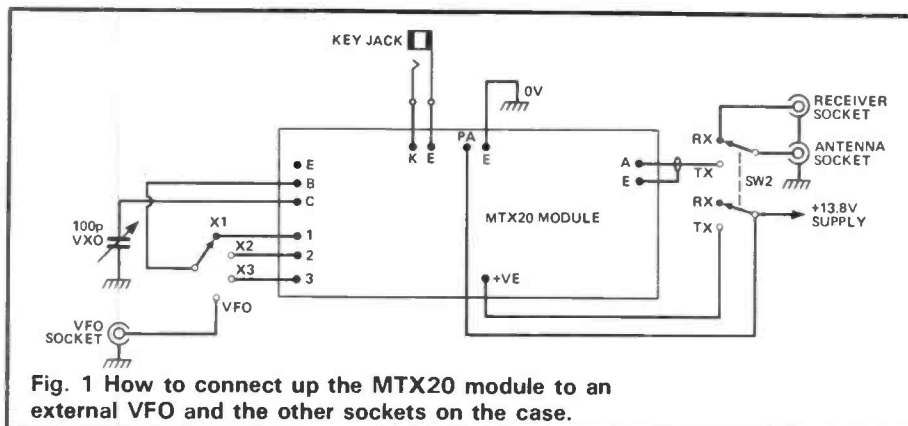 KEY JACK
0V
RECEIVER
SOCKET
PA
RX
K E
E
ANTENNA
SOCKET
E
A
TX
SW2
B
E
RX
C
MTX20 MODULE
+13.8V
SUPPLY
100p
VXO
X1
1
TX
X2
2
X3
3
+VE
VFO
VFO
SOCKET
Fig. 1 How to connect up the MTX20 module to an
external VFO and the other sockets on the case.